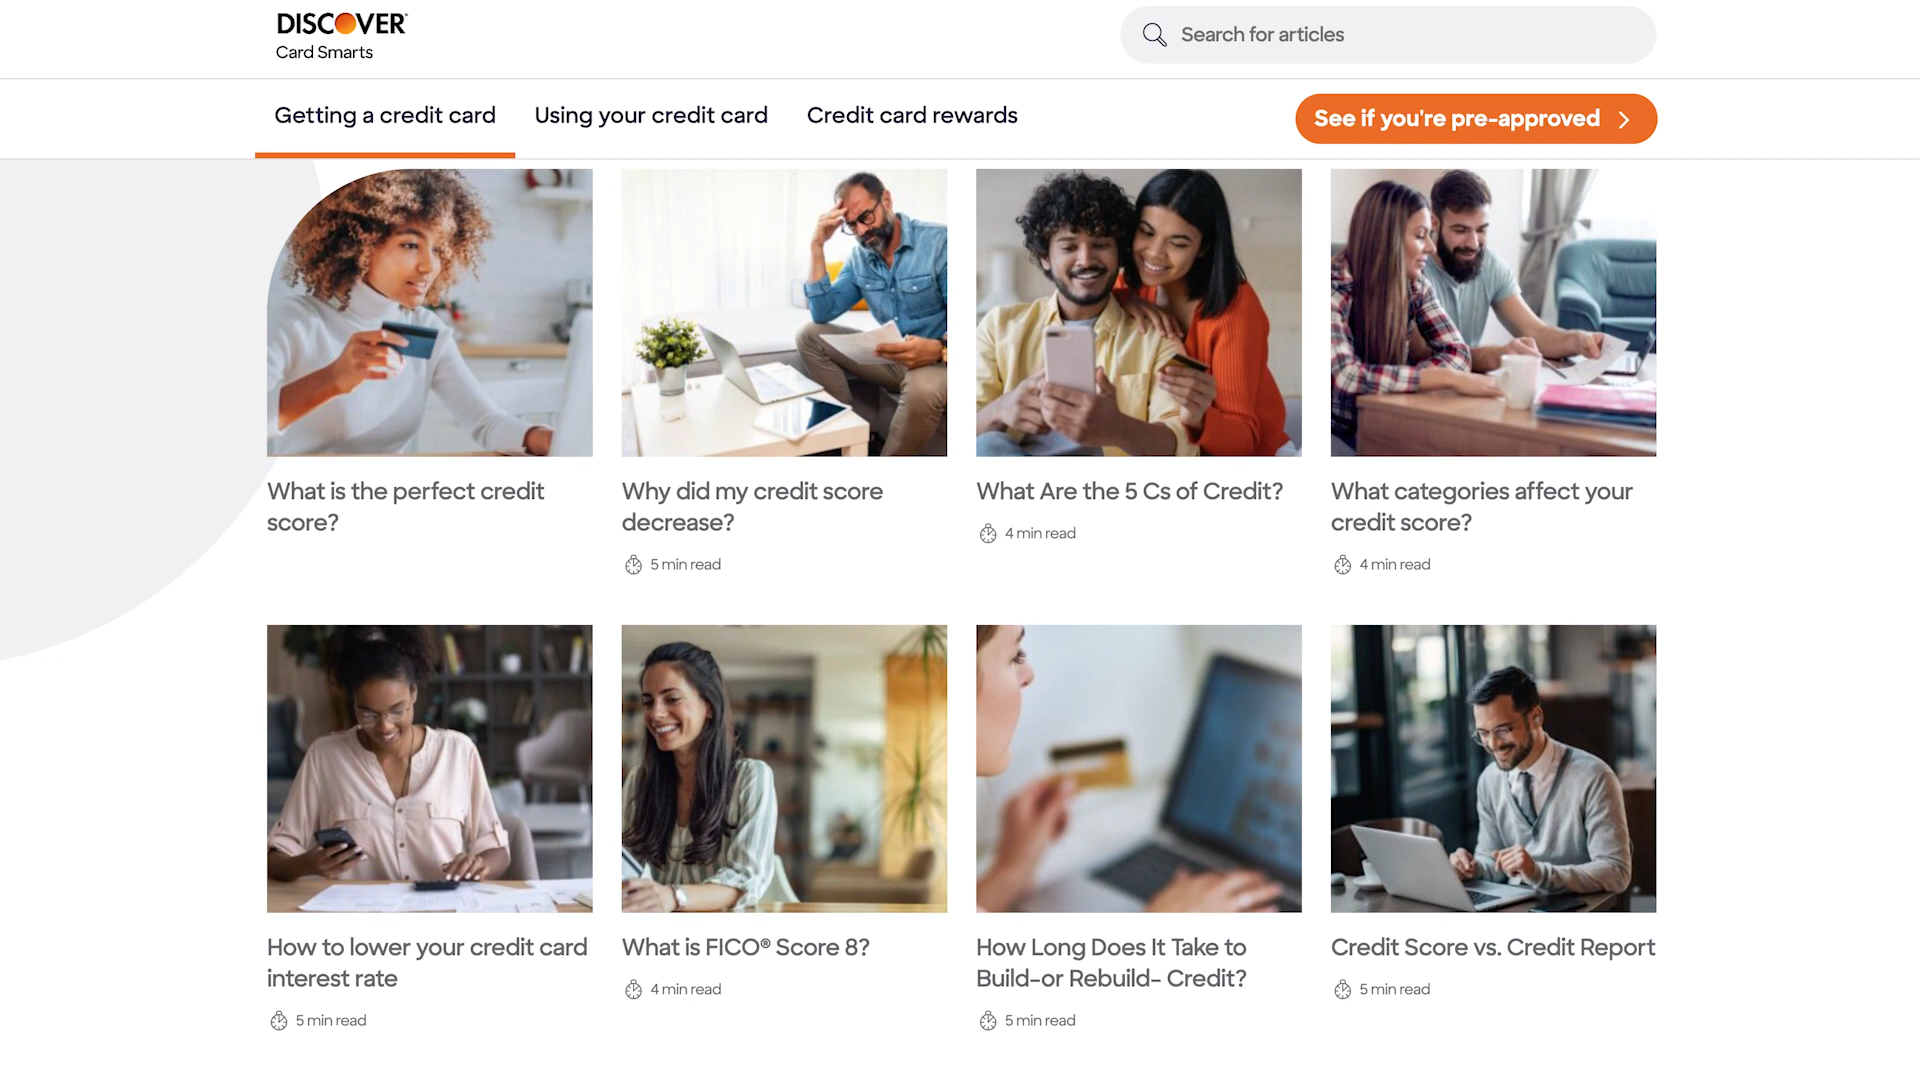 DISCOVER
Card Smarts
Search for articles
Getting a credit card
Using your credit card
Credit card rewards
See if you're pre-approved
What is the perfect credit
score?
Why did my credit score
decrease?
5 min read
What Are the 5 Cs of Credit?
4 min read
What categories affect your
credit score?
4 min read
How to lower your credit card
interest rate
5 min read
What is FICO® Score 8?
4 min read
How Long Does It Take to
Build-or Rebuild- Credit?
5 min read
Credit Score vs. Credit Report
5 min read